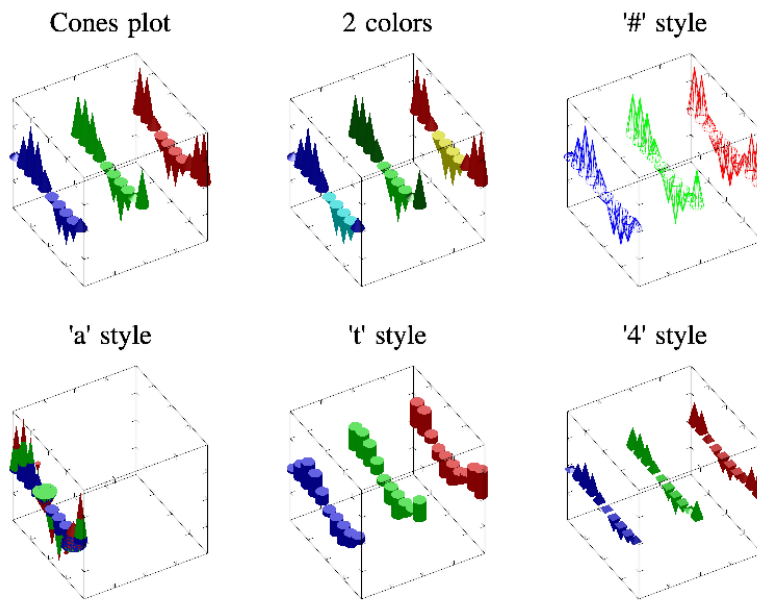 Cones plot
2 colors
'#' style
'a' style
't' style
'4' style